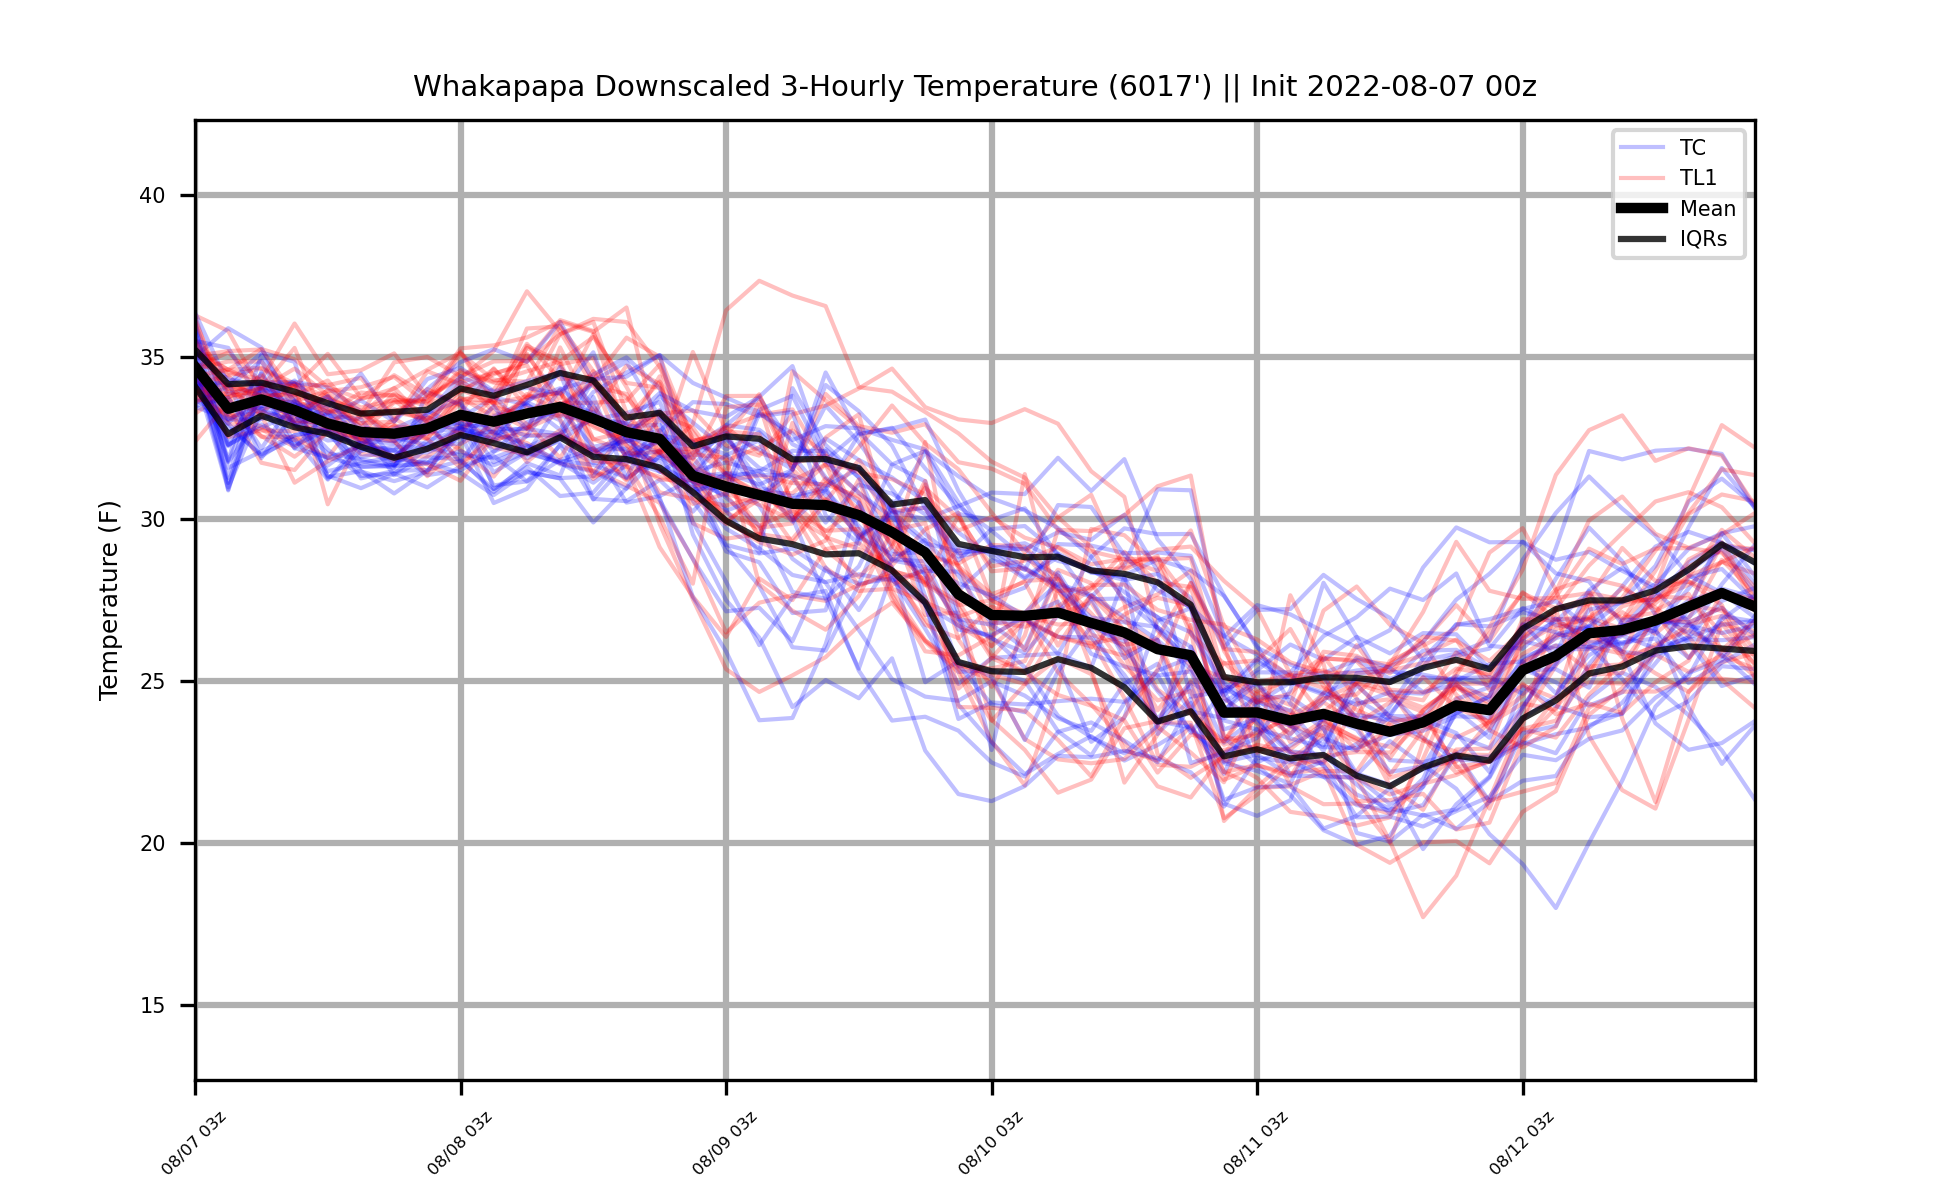 Whakapapa Downscaled 3-Hourly Temperature (6017') || Init 2022-08-07 00z
TC
TL1
Mean
IQRs
Temperature (F)
40
35
30
25
20
15
08/07 03z
08/08 03z
08/09 03z
08/10 03z
08/11 03z
08/12 03z